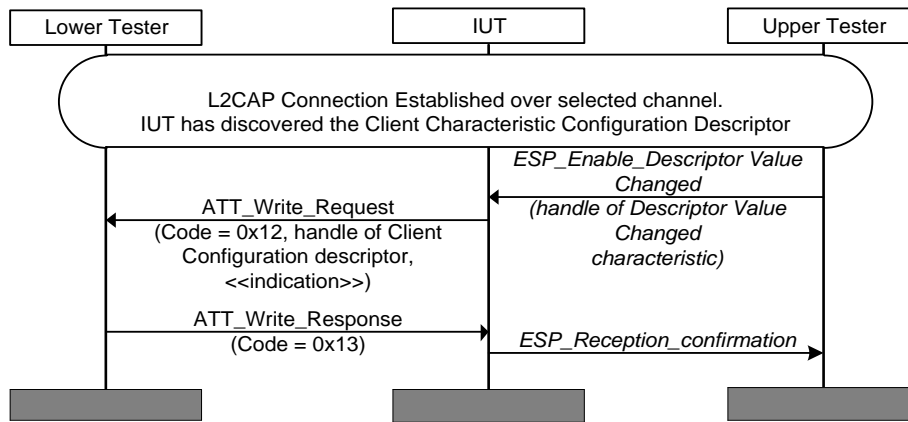 Lower Tester
IUT
Upper Tester
L2CAP Connection Established over selected channel.
IUT has discovered the Client Characteristic Configuration Descriptor
ESP_Enable_Descriptor Value
Changed
(handle of Descriptor Value
Changed
characteristic)
ATT_Write_Request
(Code = 0x12, handle of Client
Configuration descriptor,
<<indication>>)
ATT_Write_Response
(Code = 0x13)
ESP_Reception_confirmation